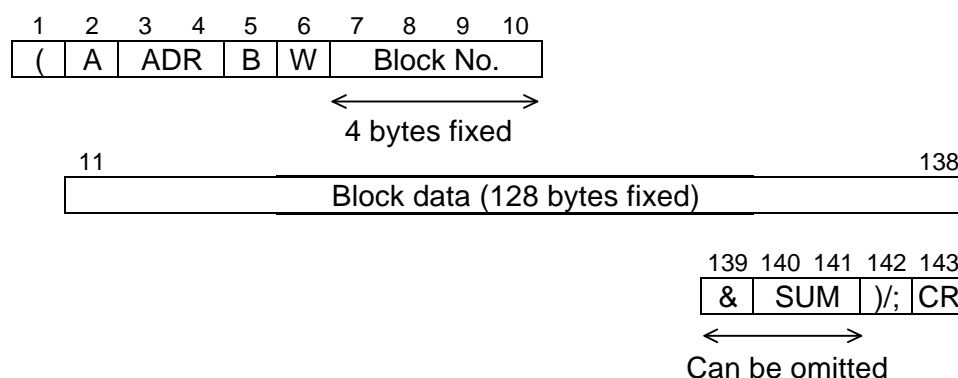 1 2 3 4 5 6 7 8 9 10
( A ADR B W Block No.
4 bytes fixed
11 138
Block data (128 bytes fixed)
139 140 141 142 143
& SUM )/; CR
Can be omitted